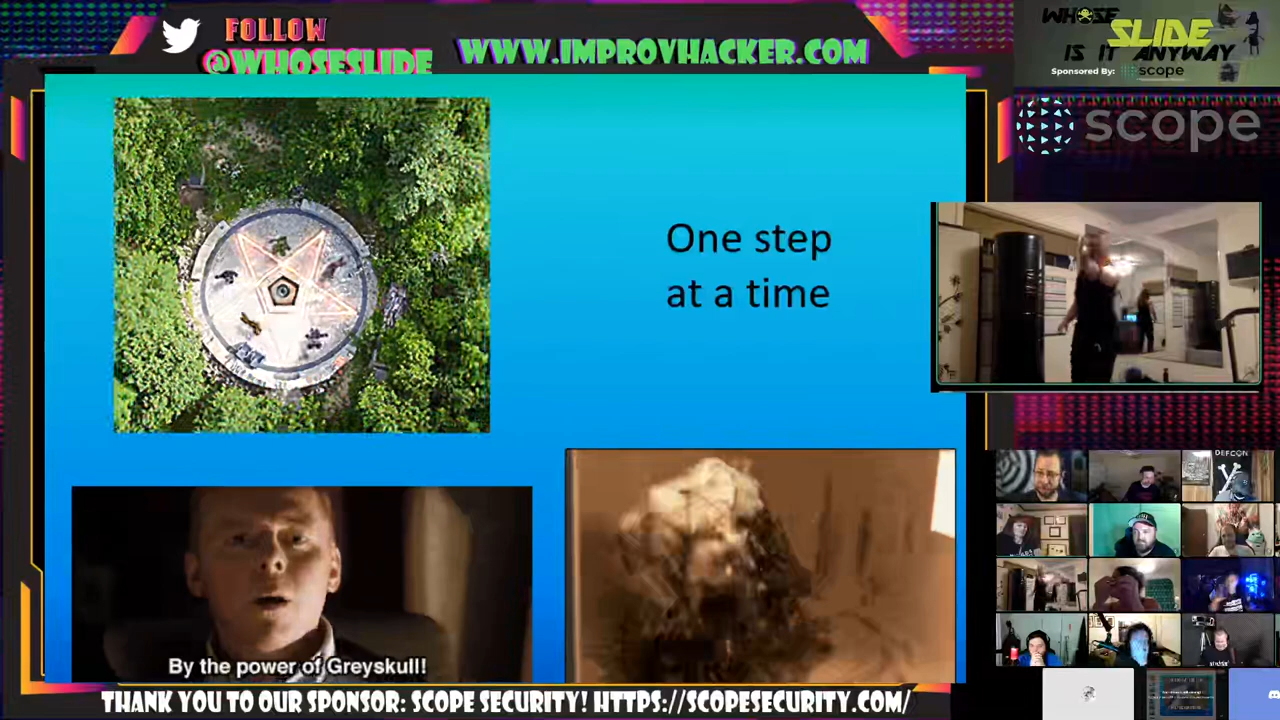 FOLLOW
@WHOSESLIDE
WWW.IMPROVHACKER.COM
WHOSE
SLIDE
IS IT ANYWAY
Sponsored By: scope
scope
One step
at a time
By the power of Greyskull!
DEFCON
THANK YOU TO OUR SPONSOR: SCOPE SECURITY! HTTPS://SCOPESECURITY.COM/